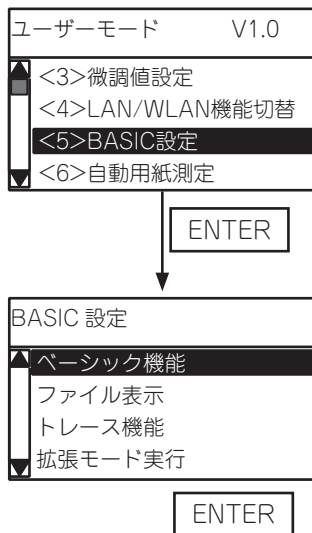 ユーザーモード V1.0
<3>微調値設定
<4>LAN/WLAN機能切替
<5>BASIC設定
<6>自動用紙測定
ENTER
BASIC 設定
ベーシック機能
ファイル表示
トレース機能
拡張モード実行
ENTER